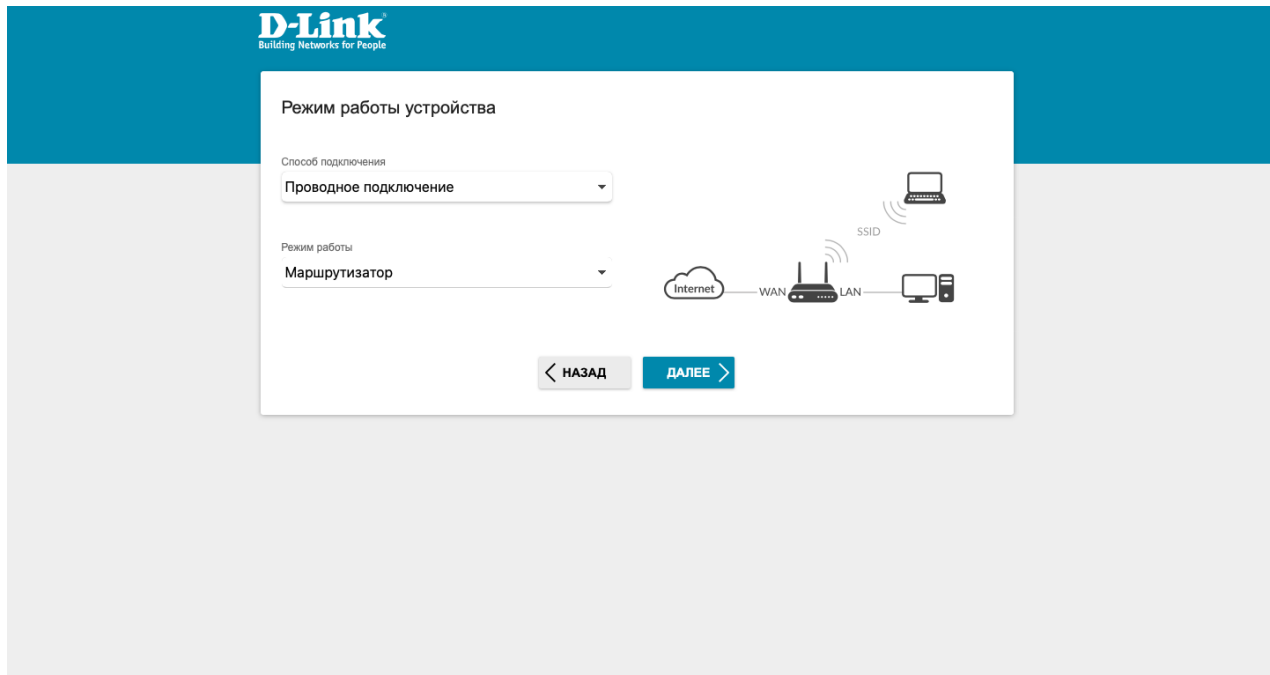 D-Link
Building Networks for People
Режим работы устройства
Способ подключения
Проводное подключение
SSID
Режим работы
Маршрутизатор
Internet
WAN
LAN
НАЗАД
ДАЛЕЕ